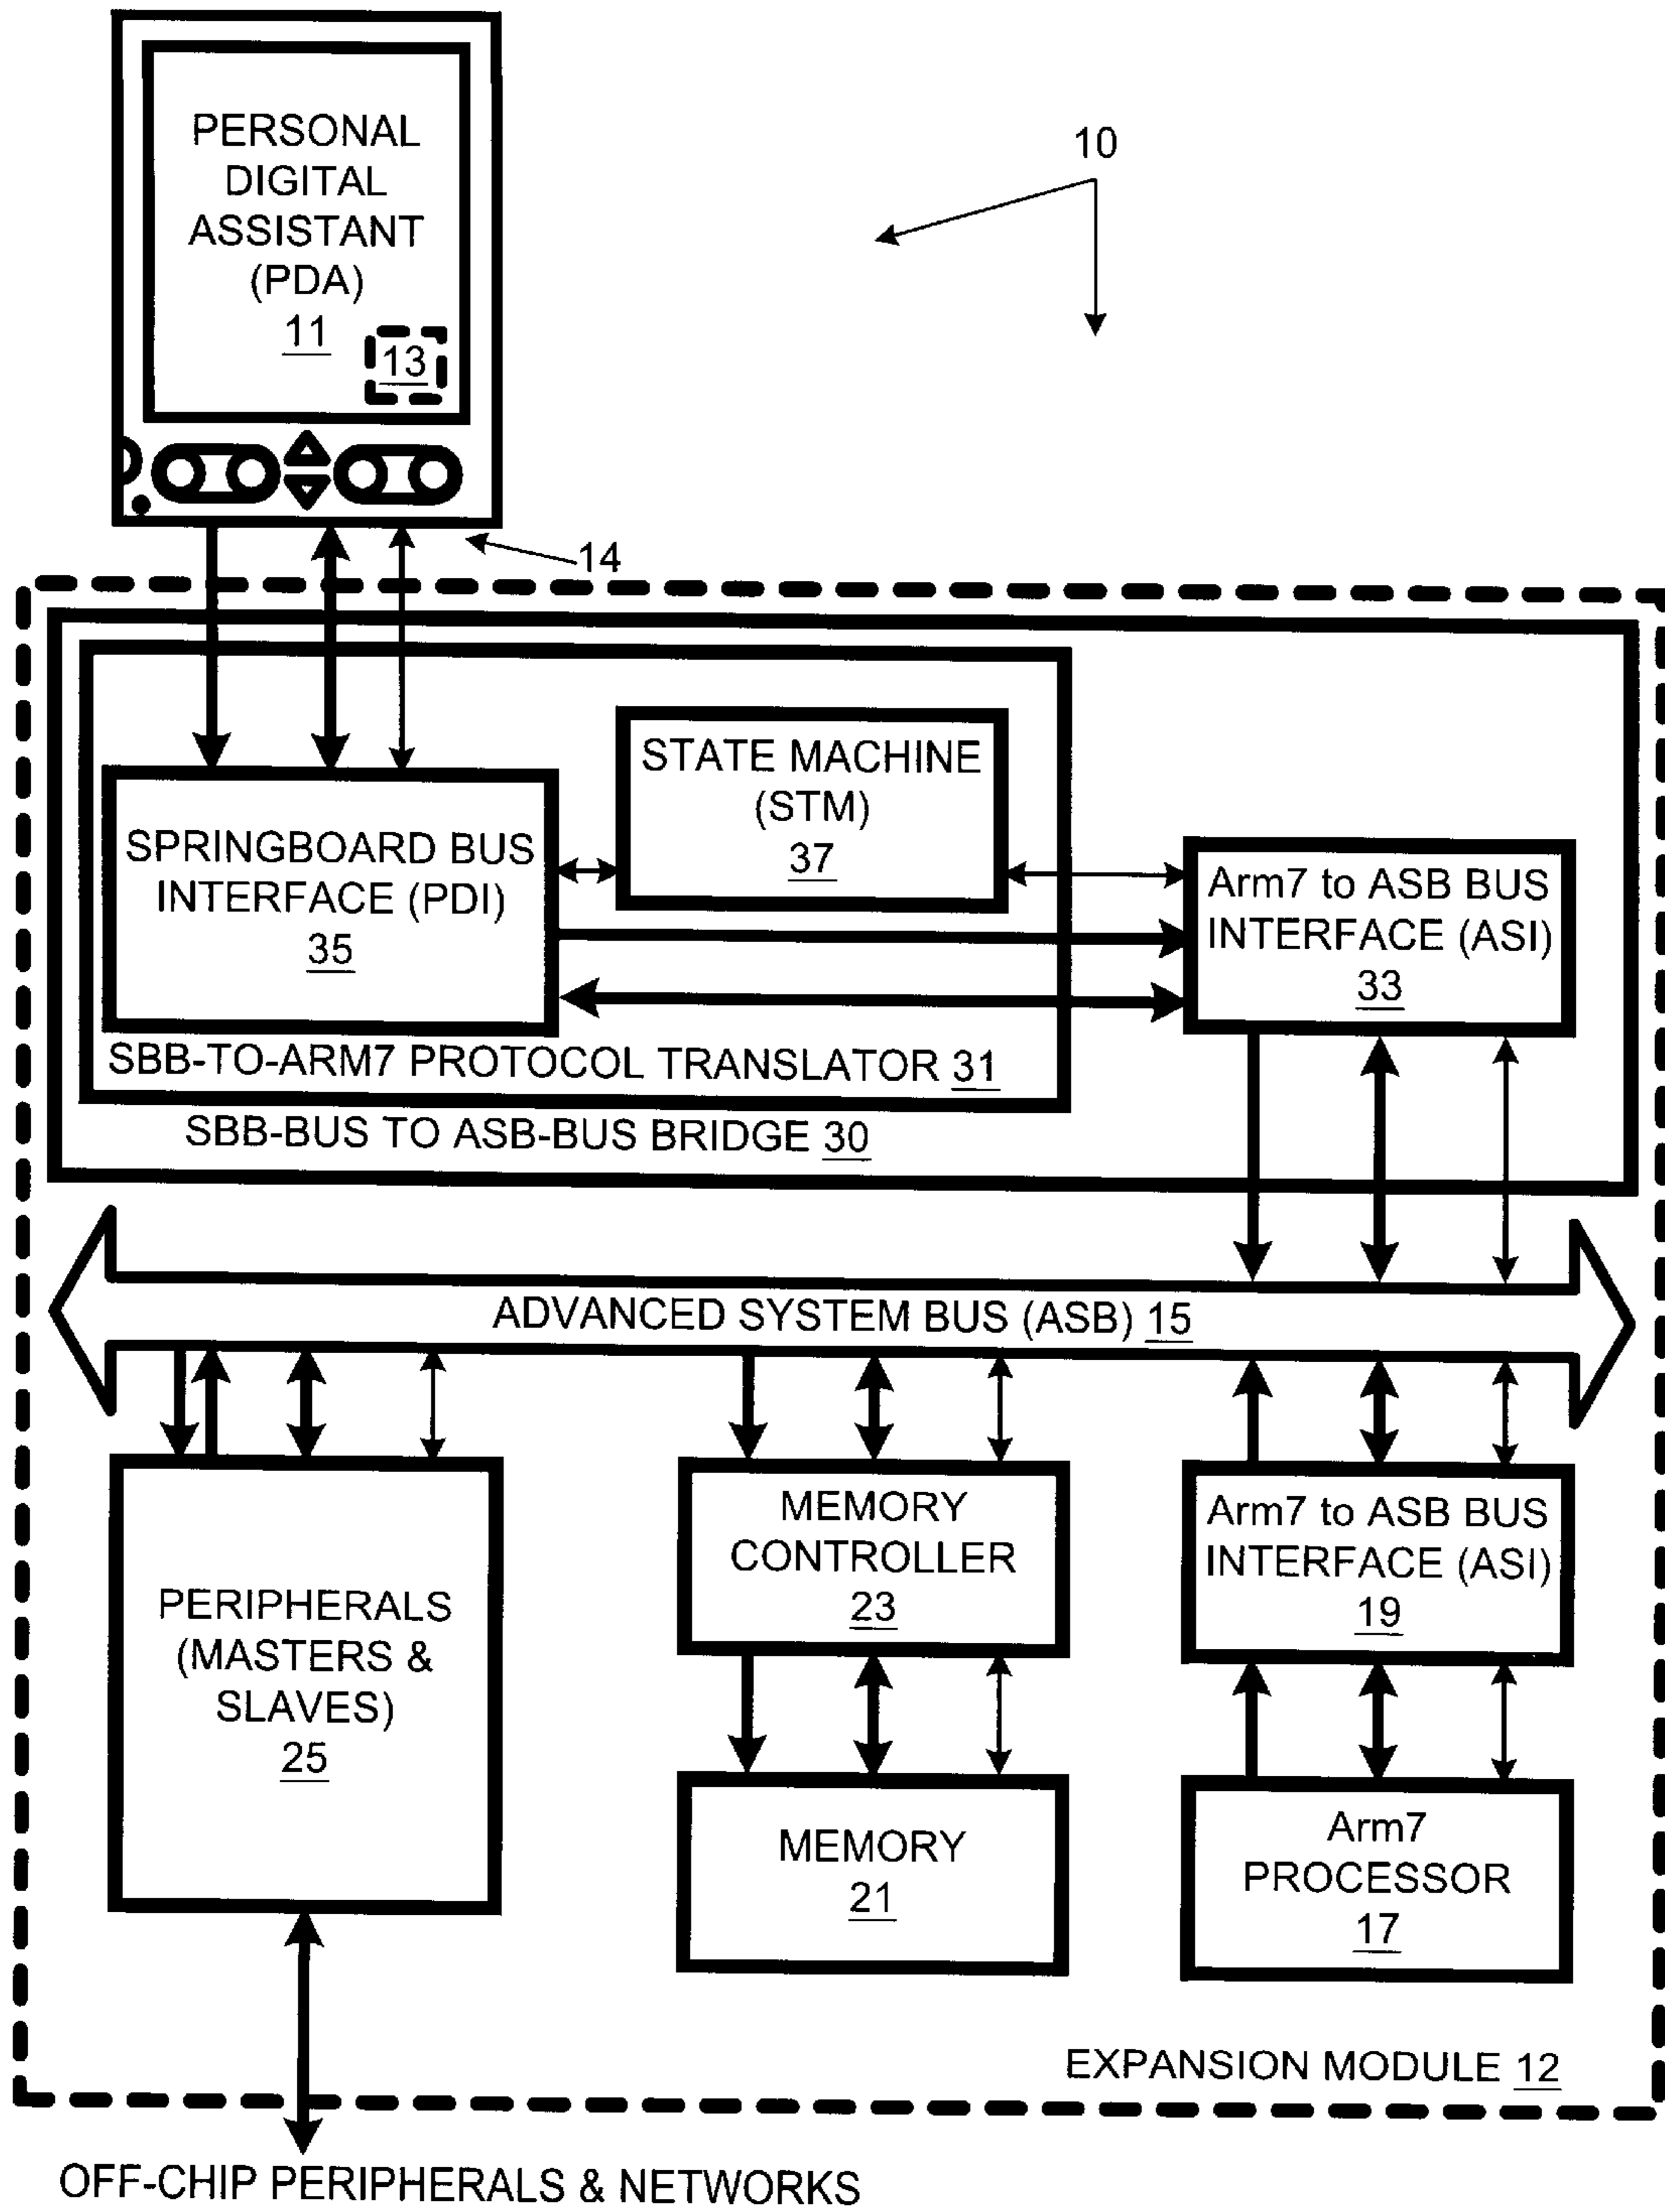 PERSONAL
DIGITAL
ASSISTANT
(PDA)
11
13
10
14
STATE MACHINE
(STM)
37
SPRINGBOARD BUS
INTERFACE (PDI)
35
Arm7 to ASB BUS
INTERFACE (ASI)
33
SBB-TO-ARM7 PROTOCOL TRANSLATOR 31
SBB-BUS TO ASB-BUS BRIDGE 30
ADVANCED SYSTEM BUS (ASB) 15
PERIPHERALS
(MASTERS &
SLAVES)
25
MEMORY
CONTROLLER
23
Arm7 to ASB BUS
INTERFACE (ASI)
19
MEMORY
21
Arm7
PROCESSOR
17
EXPANSION MODULE 12
OFF-CHIP PERIPHERALS & NETWORKS